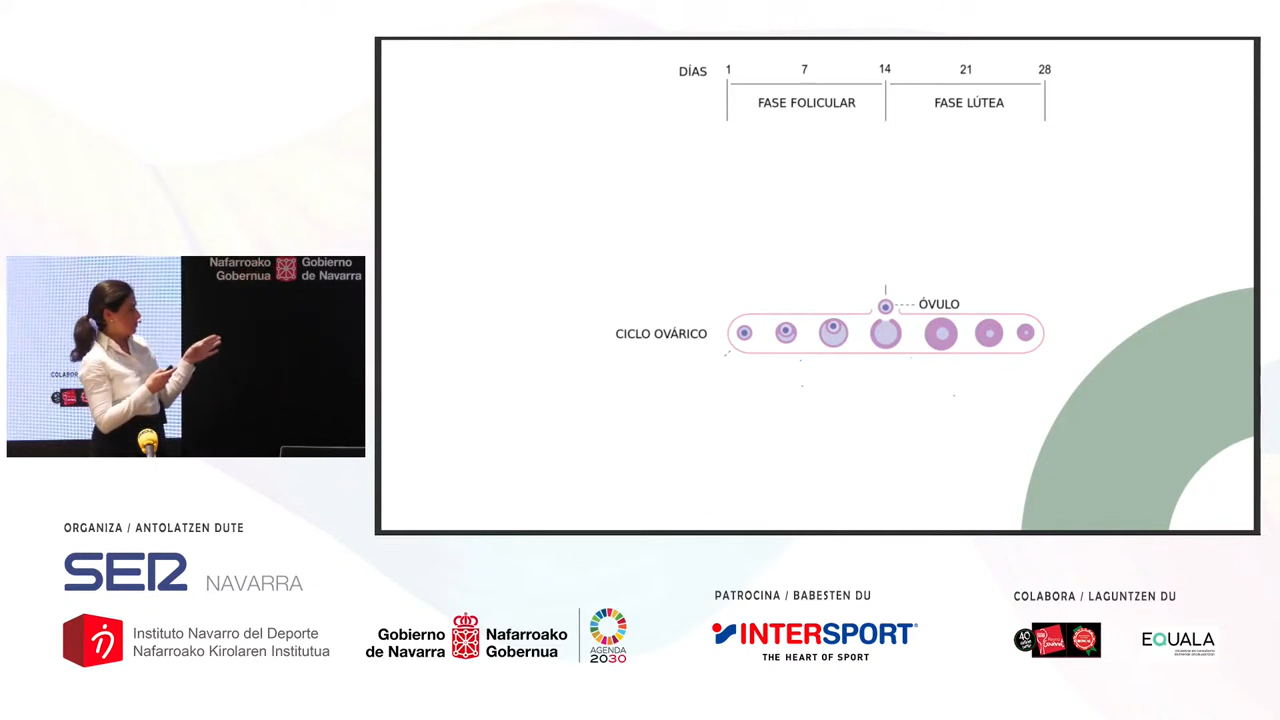 DÍAS 1 7 14 21 28
FASE FOLICULAR FASE LÚTEA
ÓVULO
CICLO OVÁRICO
Nafarroako Gobernua
Gobierno de Navarra
COLABOR
ORGANIZA / ANTOLATZEN DUTE
SER NAVARRA
Instituto Navarro del Deporte
Nafarroako Kirolaren Institutua
Gobierno de Navarra
Nafarroako Gobernua
AGENDA 2030
PATROCINA / BABESTEN DU
INTERSPORT
THE HEART OF SPORT
COLABORA / LAGUNTZEN DU
40
EQUALA